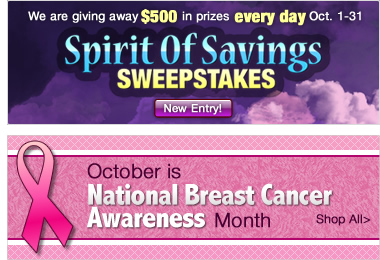 We are giving away $500 in prizes every day Oct. 1-31
Spirit Of Savings
SWEEPSTAKES
New Entry!
October is
National Breast Cancer
Awareness Month
Shop All>